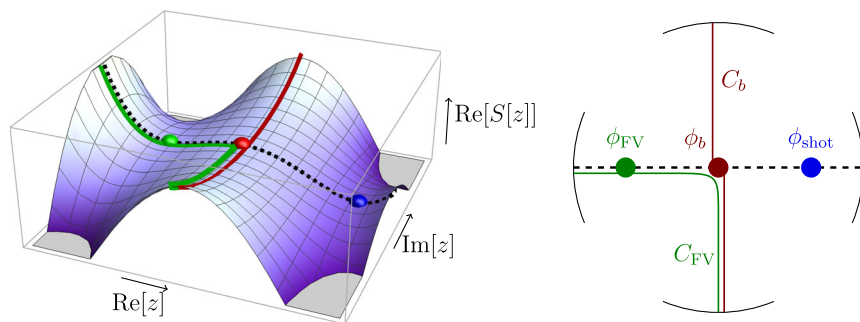 Re[S[z]]
Im[z]
Re[z]
C_b
ϕ_FV
ϕ_b
ϕ_shot
C_FV